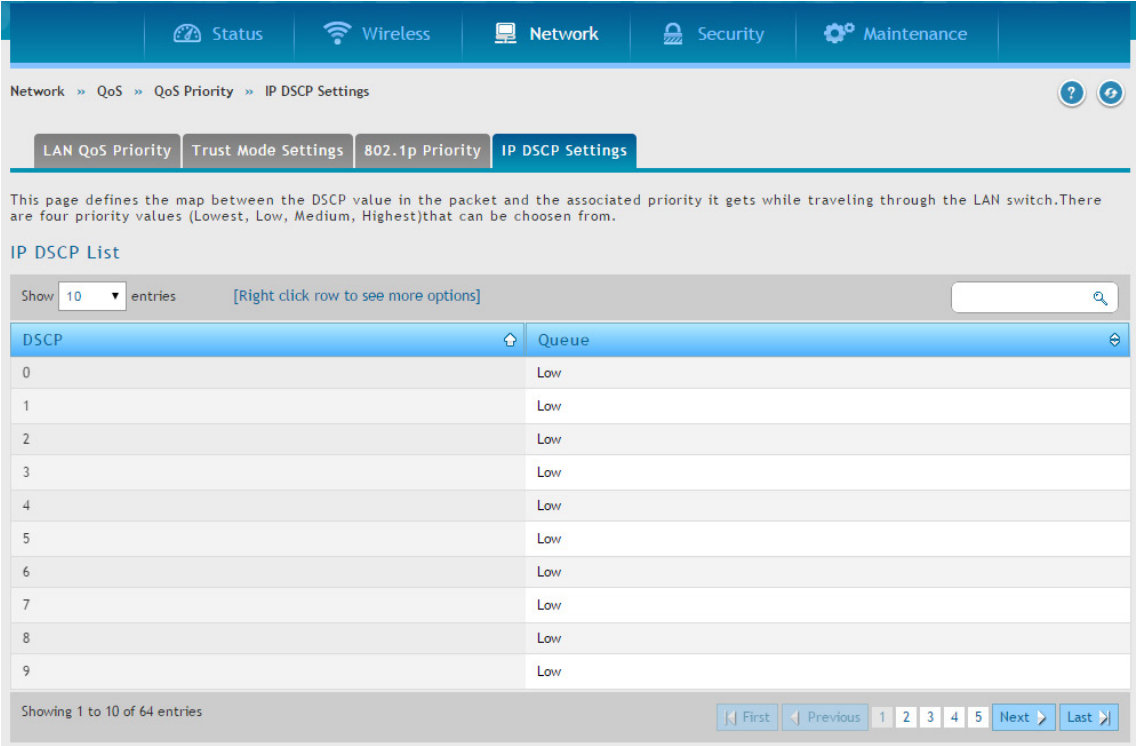 Status Wireless Network Security Maintenance
Network » QoS » QoS Priority » IP DSCP Settings ?
LAN QoS Priority Trust Mode Settings 802.1p Priority IP DSCP Settings
This page defines the map between the DSCP value in the packet and the associated priority it gets while traveling through the LAN switch.There
are four priority values (Lowest, Low, Medium, Highest)that can be choosen from.
IP DSCP List
Show 10 entries [Right click row to see more options]
DSCP Queue
0 Low
1 Low
2 Low
3 Low
4 Low
5 Low
6 Low
7 Low
8 Low
9 Low
Showing 1 to 10 of 64 entries First Previous 1 2 3 4 5 Next Last